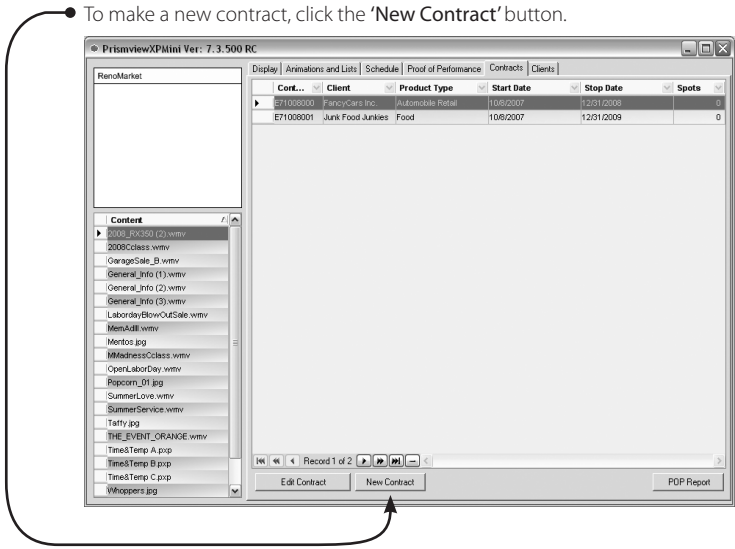 To make a new contract, click the 'New Contract' button.
PrismviewXPMini Ver: 7.3.500 RC
RenoMarket
Display Animations and Lists Schedule Proof of Performance Contracts Clients
Cont... Client Product Type Start Date Stop Date Spots
E71008000 FancyCars Inc. Automobile Retail 10/8/2007 12/31/2008 0
E71008001 Junk Food Junkies Food 10/8/2007 12/31/2009 0
Content
2008_RX350 (2).wmv
2008Cclass.wmv
GarageSale_B.wmv
General_Info (1).wmv
General_Info (2).wmv
General_Info (3).wmv
LabordayBlowOutSale.wmv
MemAdIII.wmv
Mentos.jpg
MMadnessCclass.wmv
OpenLaborDay.wmv
Popcorn_01.jpg
SummerLove.wmv
SummerService.wmv
Taffy.jpg
THE_EVENT_ORANGE.wmv
Time&Temp A.pxp
Time&Temp B.pxp
Time&Temp C.pxp
Whoppers.jpg
Record 1 of 2
Edit Contract New Contract POP Report